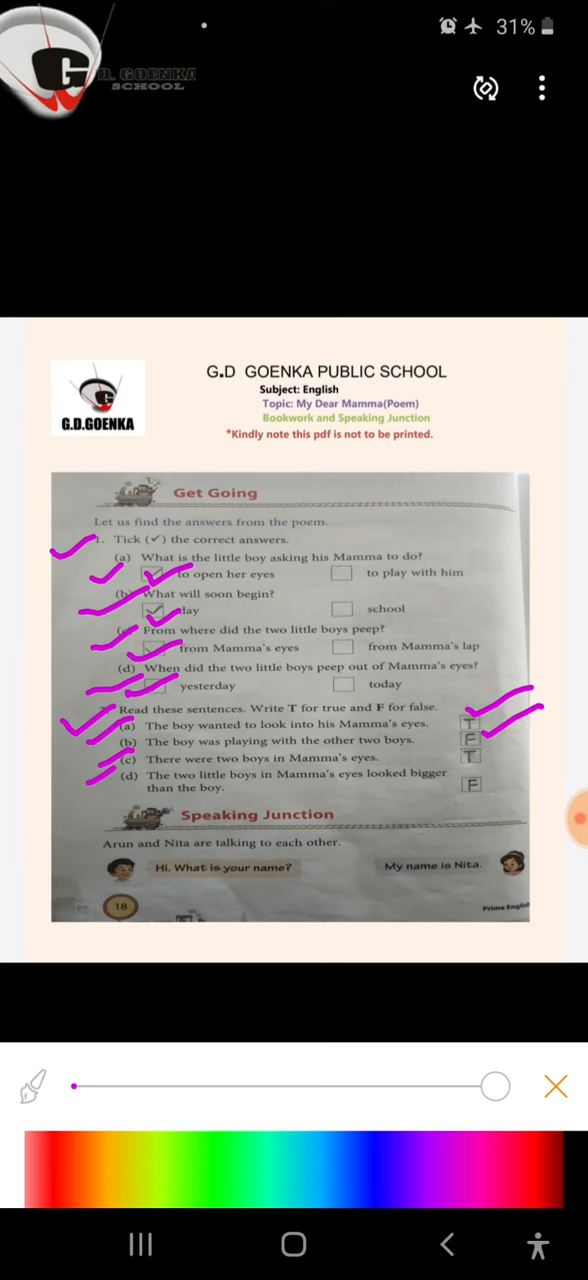 31%
G
D. GOENKA
SCHOOL
G.D GOENKA PUBLIC SCHOOL
Subject: English
Topic: My Dear Mamma(Poem)
Bookwork and Speaking Junction
*Kindly note this pdf is not to be printed.
G
G.D.GOENKA
Get Going
Let us find the answers from the poem.
1. Tick (✓) the correct answers.
(a) What is the little boy asking his Mamma to do?
to open her eyes to play with him
(b) What will soon begin?
day school
From where did the two little boys peep?
from Mamma's eyes from Mamma's lap
(d) When did the two little boys peep out of Mamma's eyes?
yesterday today
Read these sentences. Write T for true and F for false.
(a) The boy wanted to look into his Mamma's eyes. T
(b) The boy was playing with the other two boys. F
(c) There were two boys in Mamma's eyes. T
(d) The two little boys in Mamma's eyes looked bigger
than the boy. F
Speaking Junction
Arun and Nita are talking to each other.
Hi. What is your name? My name is Nita.
18
Prime English